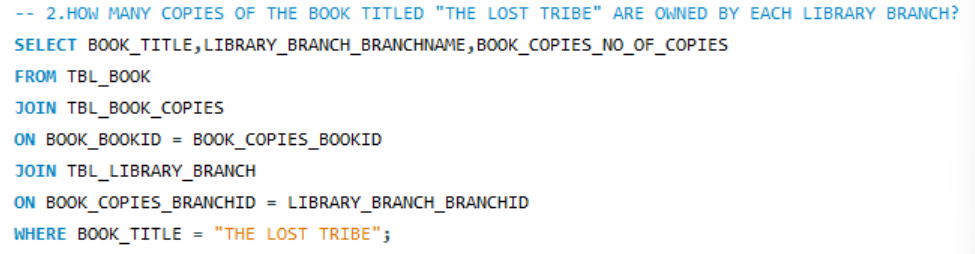 -- 2.HOW MANY COPIES OF THE BOOK TITLED "THE LOST TRIBE" ARE OWNED BY EACH LIBRARY BRANCH?
SELECT BOOK_TITLE,LIBRARY_BRANCH_BRANCHNAME,BOOK_COPIES_NO_OF_COPIES
FROM TBL_BOOK
JOIN TBL_BOOK_COPIES
ON BOOK_BOOKID = BOOK_COPIES_BOOKID
JOIN TBL_LIBRARY_BRANCH
ON BOOK_COPIES_BRANCHID = LIBRARY_BRANCH_BRANCHID
WHERE BOOK_TITLE = "THE LOST TRIBE";